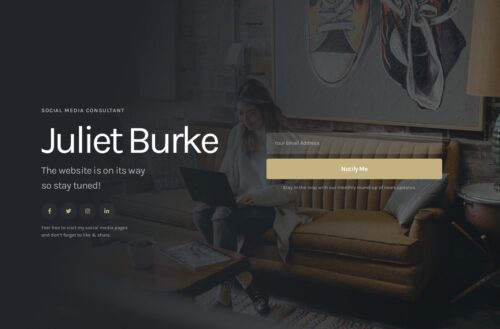 SOCIAL MEDIA CONSULTANT
Juliet Burke
The website is on its way
so stay tuned!
Feel free to visit my social media pages
and don't forget to like & share.
Your Email Address
Notify Me
Stay in the loop with our monthly round-up of news updates.